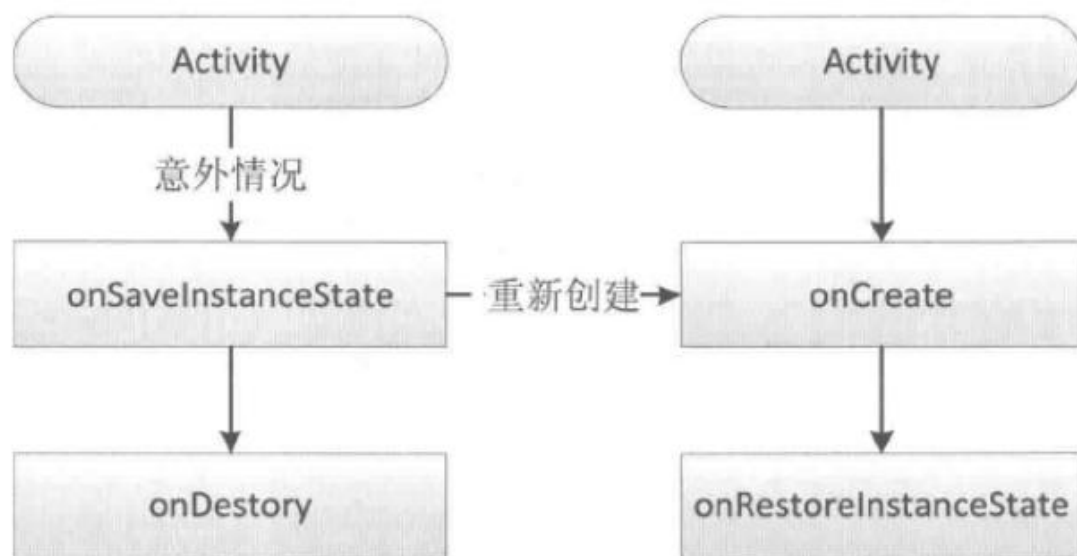 Activity
Activity
意外情况
onSaveInstanceState
重新创建
onCreate
onDestory
onRestoreInstanceState